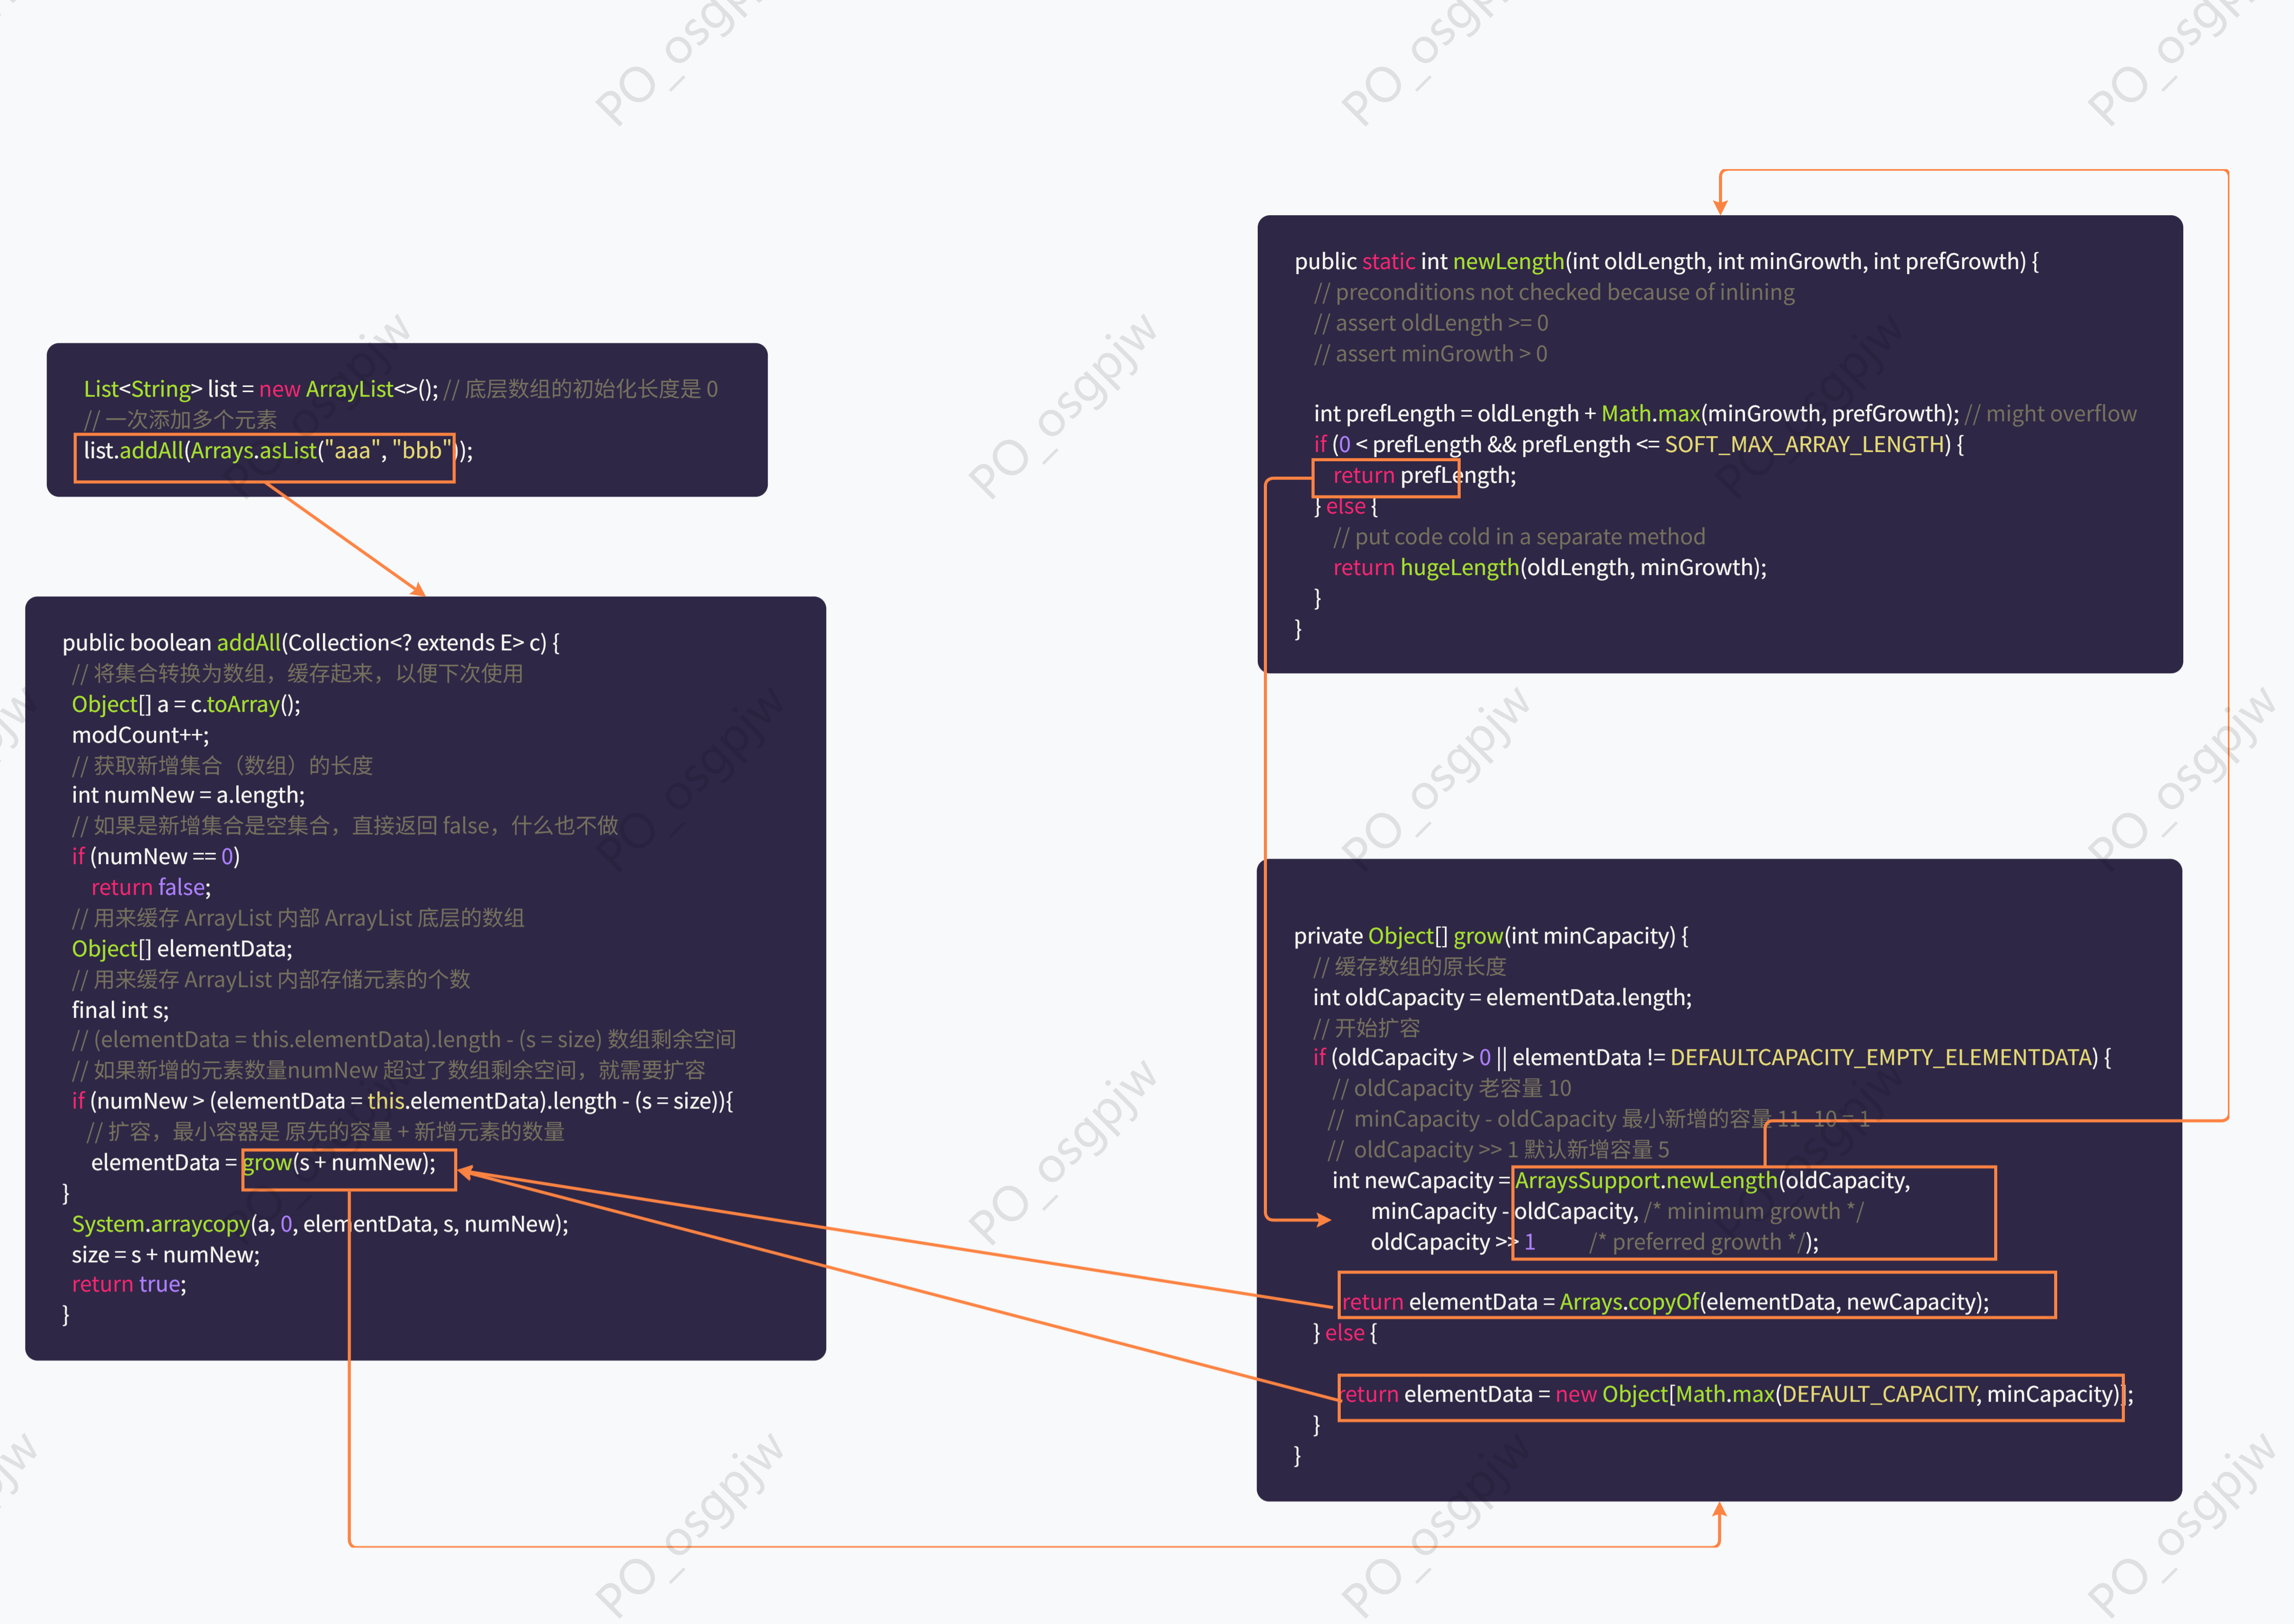 List<String> list = new ArrayList<>(); // 底层数组的初始化长度是 0
// 一次添加多个元素
list.addAll(Arrays.asList("aaa", "bbb"));
public boolean addAll(Collection<? extends E> c) {
// 将集合转换为数组，缓存起来，以便下次使用
Object[] a = c.toArray();
modCount++;
// 获取新增集合（数组）的长度
int numNew = a.length;
// 如果是新增集合是空集合，直接返回 false，什么也不做
if (numNew == 0)
return false;
// 用来缓存 ArrayList 内部 ArrayList 底层的数组
Object[] elementData;
// 用来缓存 ArrayList 内部存储元素的个数
final int s;
// (elementData = this.elementData).length - (s = size) 数组剩余空间
// 如果新增的元素数量numNew 超过了数组剩余空间，就需要扩容
if (numNew > (elementData = this.elementData).length - (s = size)){
// 扩容，最小容器是 原先的容量 + 新增元素的数量
elementData = grow(s + numNew);
}
System.arraycopy(a, 0, elementData, s, numNew);
size = s + numNew;
return true;
}
public static int newLength(int oldLength, int minGrowth, int prefGrowth) {
// preconditions not checked because of inlining
// assert oldLength >= 0
// assert minGrowth > 0
int prefLength = oldLength + Math.max(minGrowth, prefGrowth); // might overflow
if (0 < prefLength && prefLength <= SOFT_MAX_ARRAY_LENGTH) {
return prefLength;
} else {
// put code cold in a separate method
return hugeLength(oldLength, minGrowth);
}
}
private Object[] grow(int minCapacity) {
// 缓存数组的原长度
int oldCapacity = elementData.length;
// 开始扩容
if (oldCapacity > 0 || elementData != DEFAULTCAPACITY_EMPTY_ELEMENTDATA) {
// oldCapacity 老容量 10
// minCapacity - oldCapacity 最小新增的容量 11 - 10 = 1
// oldCapacity >> 1 默认新增容量 5
int newCapacity = ArraysSupport.newLength(oldCapacity,
minCapacity - oldCapacity, /* minimum growth */
oldCapacity >> 1 /* preferred growth */);
return elementData = Arrays.copyOf(elementData, newCapacity);
} else {
return elementData = new Object[Math.max(DEFAULT_CAPACITY, minCapacity)];
}
}
PO_osgpjw